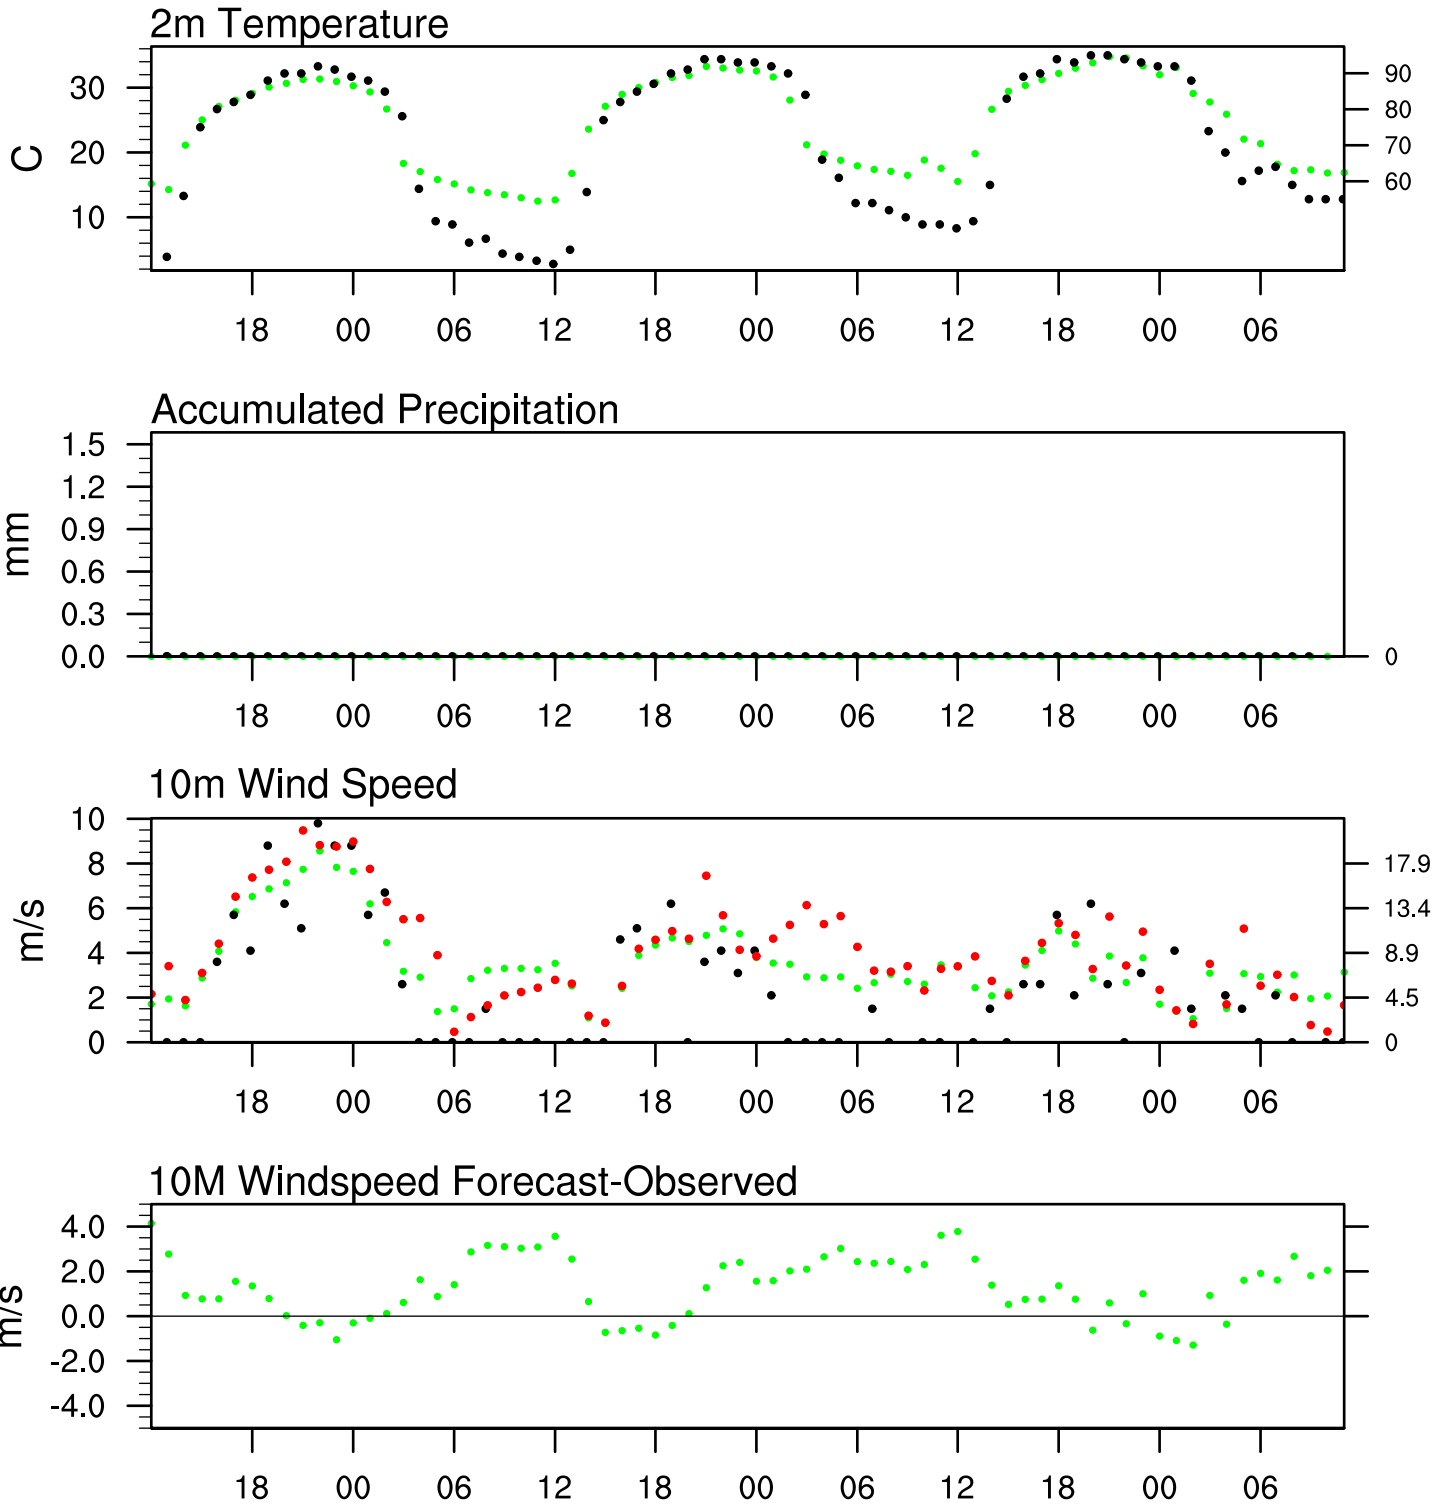 2m Temperature
C
30
20
10
90
80
70
60
18 00 06 12 18 00 06 12 18 00 06
Accumulated Precipitation
mm
1.5
1.2
0.9
0.6
0.3
0.0
0
18 00 06 12 18 00 06 12 18 00 06
10m Wind Speed
m/s
10
8
6
4
2
0
17.9
13.4
8.9
4.5
0
18 00 06 12 18 00 06 12 18 00 06
10M Windspeed Forecast-Observed
m/s
4.0
2.0
0.0
-2.0
-4.0
18 00 06 12 18 00 06 12 18 00 06